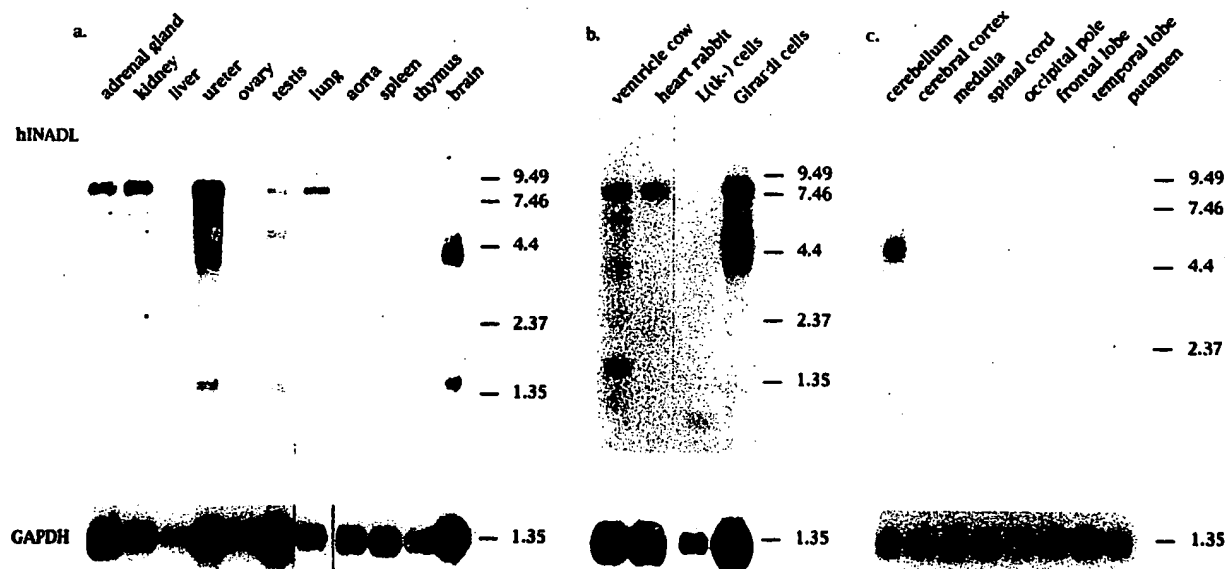 a.
adrenal gland
kidney
liver
ureter
ovary
testis
lung
aorta
spleen
thymus
brain
hINADL
9.49
7.46
4.4
2.37
1.35
GAPDH
1.35
b.
ventricle cow
heart rabbit
L(tk-) cells
Girardi cells
9.49
7.46
4.4
2.37
1.35
1.35
c.
cerebellum
cerebral cortex
medulla
spinal cord
occipital pole
frontal lobe
temporal lobe
putamen
9.49
7.46
4.4
2.37
1.35